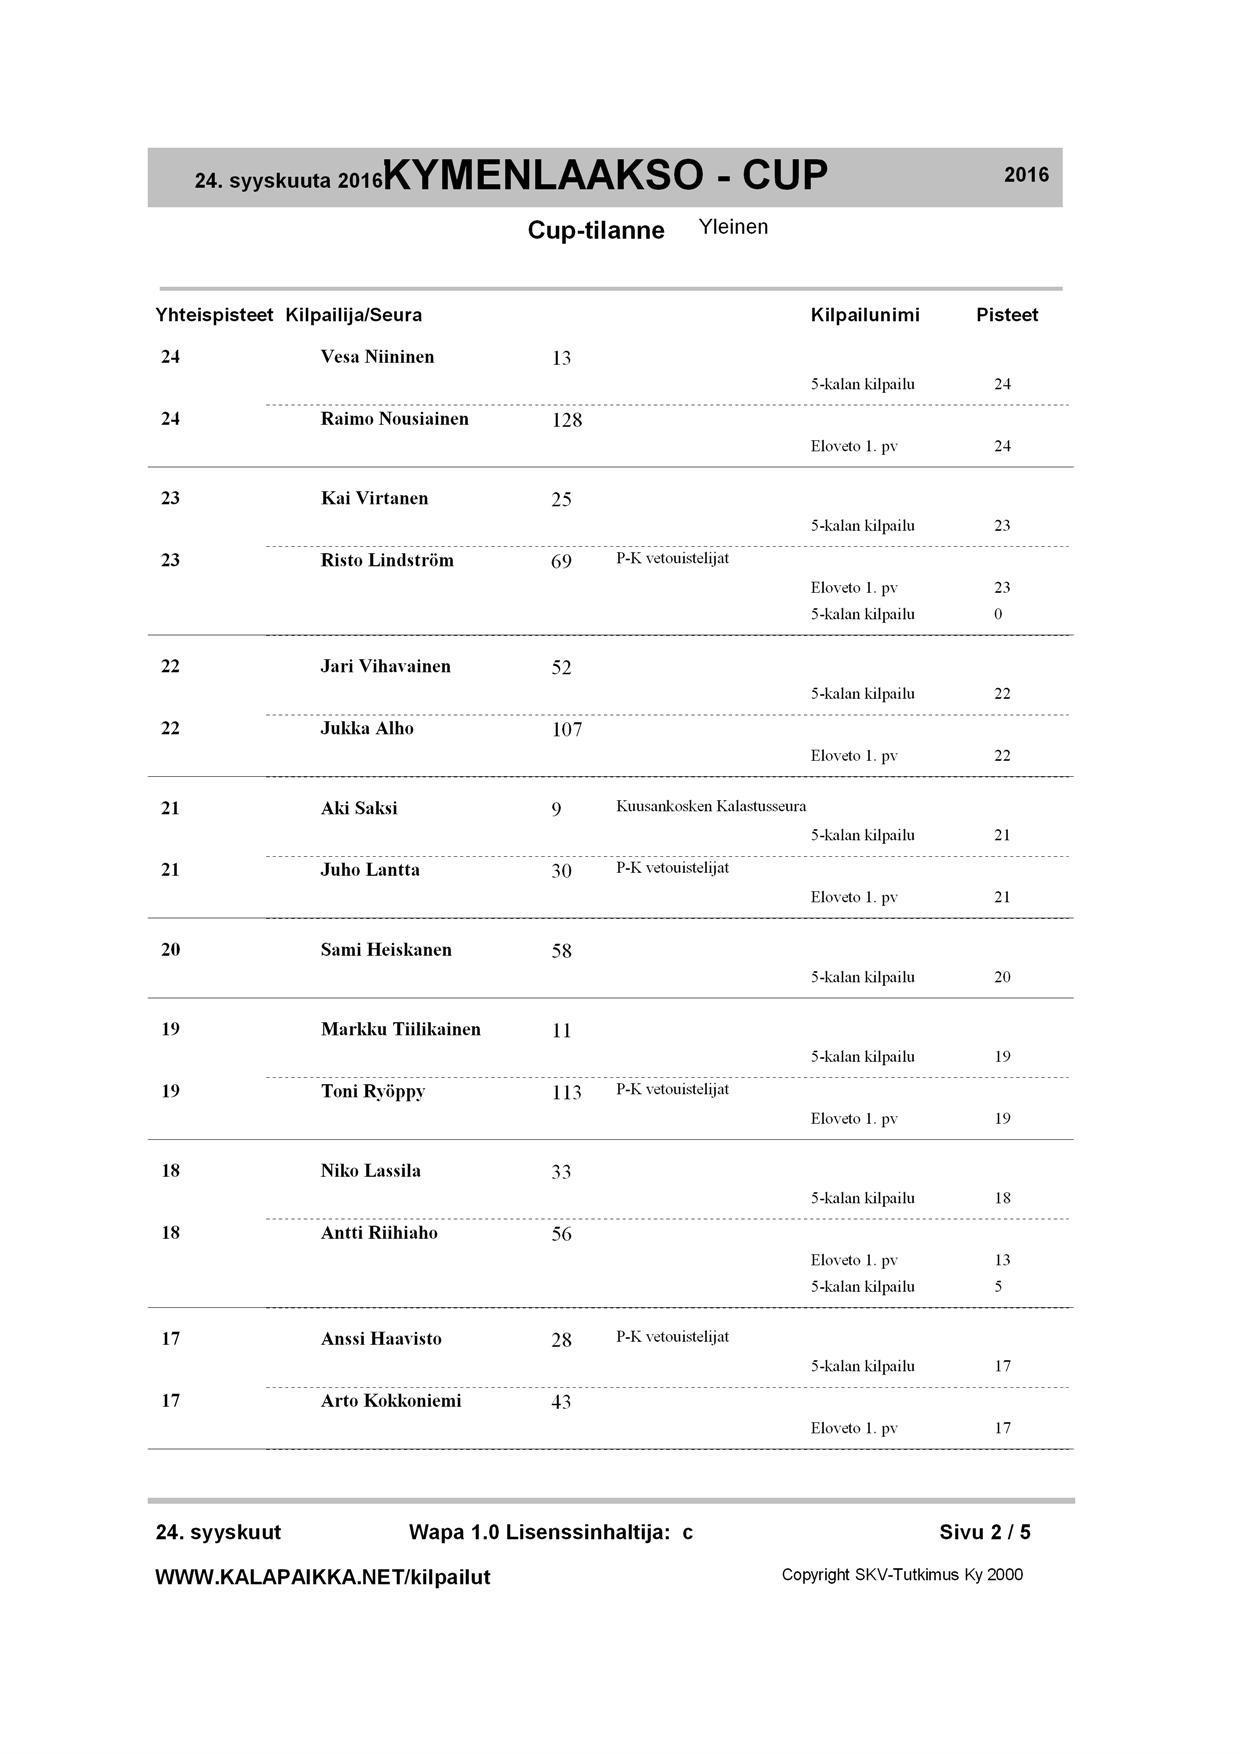 24. syyskuuta 2016 KYMENLAAKSO - CUP 2016
Cup-tilanne Yleinen
Yhteispisteet Kilpailija/Seura Kilpailunimi Pisteet
24 Vesa Niininen 13
5-kalan kilpailu 24
24 Raimo Nousiainen 128
Eloveto 1. pv 24
23 Kai Virtanen 25
5-kalan kilpailu 23
23 Risto Lindström 69 P-K vetouistelijat
Eloveto 1. pv 23
5-kalan kilpailu 0
22 Jari Vihavainen 52
5-kalan kilpailu 22
22 Jukka Alho 107
Eloveto 1. pv 22
21 Aki Saksi 9 Kuusankosken Kalastusseura
5-kalan kilpailu 21
21 Juho Lantta 30 P-K vetouistelijat
Eloveto 1. pv 21
20 Sami Heiskanen 58
5-kalan kilpailu 20
19 Markku Tiilikainen 11
5-kalan kilpailu 19
19 Toni Ryöppy 113 P-K vetouistelijat
Eloveto 1. pv 19
18 Niko Lassila 33
5-kalan kilpailu 18
18 Antti Riihiaho 56
Eloveto 1. pv 13
5-kalan kilpailu 5
17 Anssi Haavisto 28 P-K vetouistelijat
5-kalan kilpailu 17
17 Arto Kokkoniemi 43
Eloveto 1. pv 17
24. syyskuut Wapa 1.0 Lisenssinhaltija: c Sivu 2 / 5
WWW.KALAPAIKKA.NET/kilpailut Copyright SKV-Tutkimus Ky 2000